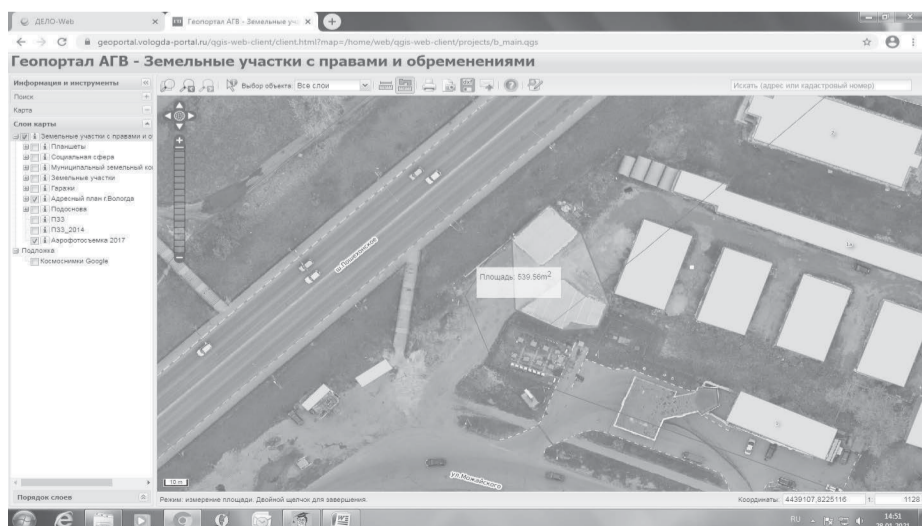 ДЕЛО-Web
Геопортал АГВ - Земельные уч
geoportal.vologda-portal.ru/qgis-web-client/client.html?map=/home/web/qgis-web-client/projects/b_main.qgs
Геопортал АГВ - Земельные участки с правами и обременениями
Информация и инструменты
Выбор объекта: Все слои
Искать (адрес или кадастровый номер)
Поиск
Карта
Слои карты
Земельные участки с правами и о
Планшеты
Социальная сфера
Муниципальный земельный ко
Земельные участки
Гаражи
Адресный план г.Вологда
Подоснова
ПЗЗ
ПЗЗ_2014
Аэрофотосъемка 2017
Подложка
Космоснимки Google
ш.Пошехонское
Площадь: 539.56m2
ул.Можайского
10 m
Порядок слоев
Режим: измерение площади. Двойной щелчок для завершения.
Координаты: 4439107,8225116 1: 1128
RU
14:51